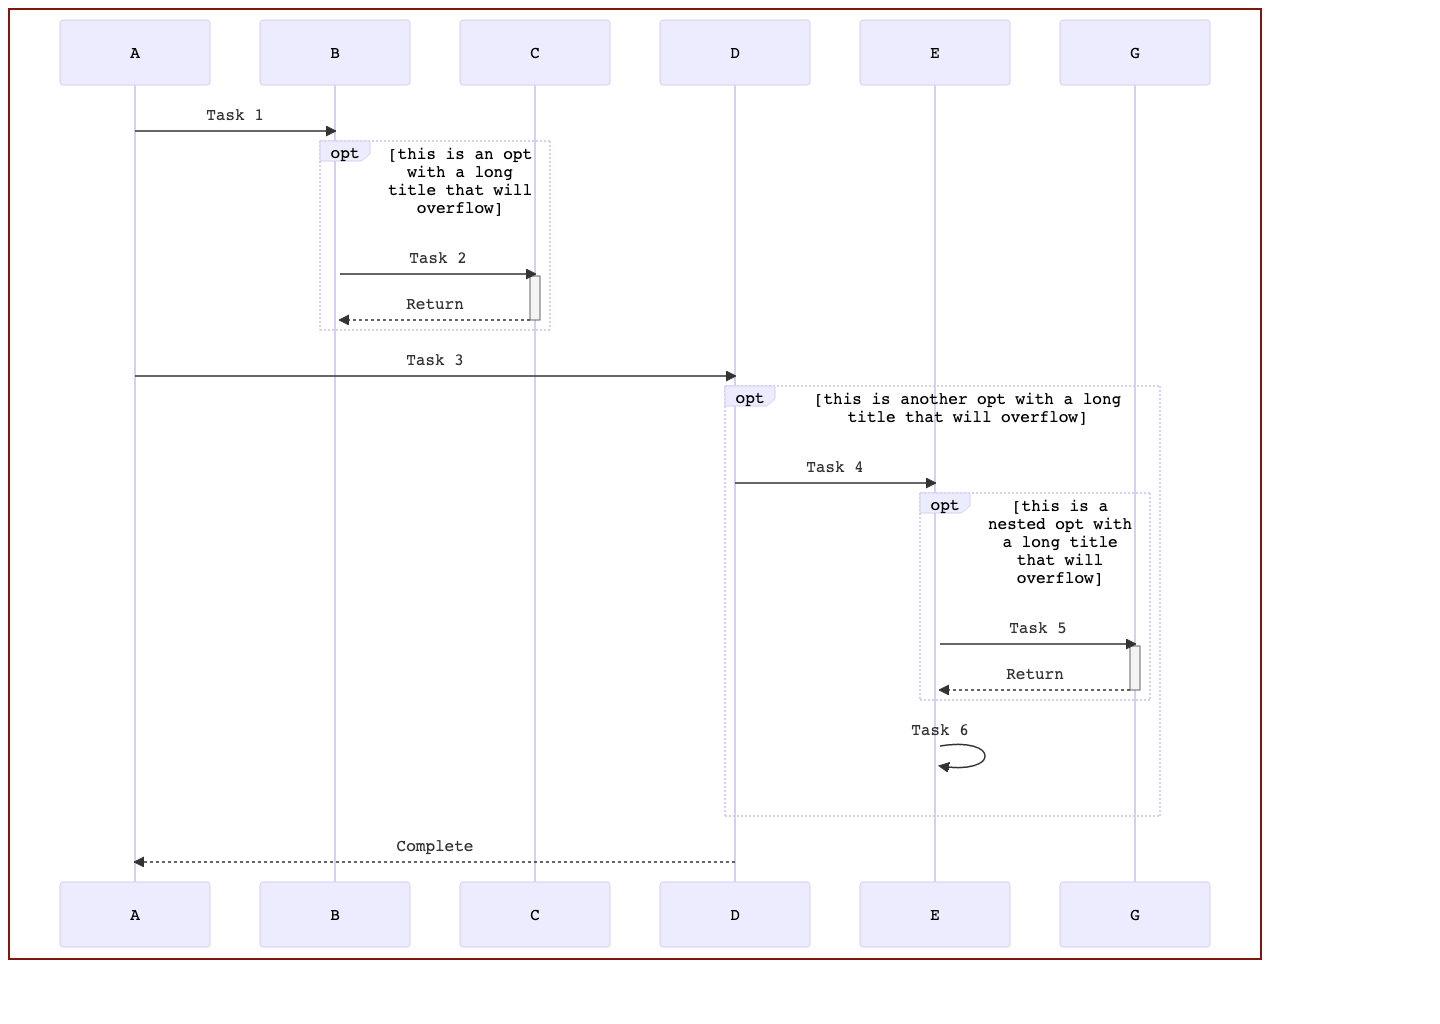 A
B
C
D
E
G
Task 1
opt
[this is an opt
with a long
title that will
overflow]
Task 2
Return
Task 3
opt
[this is another opt with a long
title that will overflow]
Task 4
opt
[this is a
nested opt with
a long title
that will
overflow]
Task 5
Return
Task 6
Complete
A
B
C
D
E
G